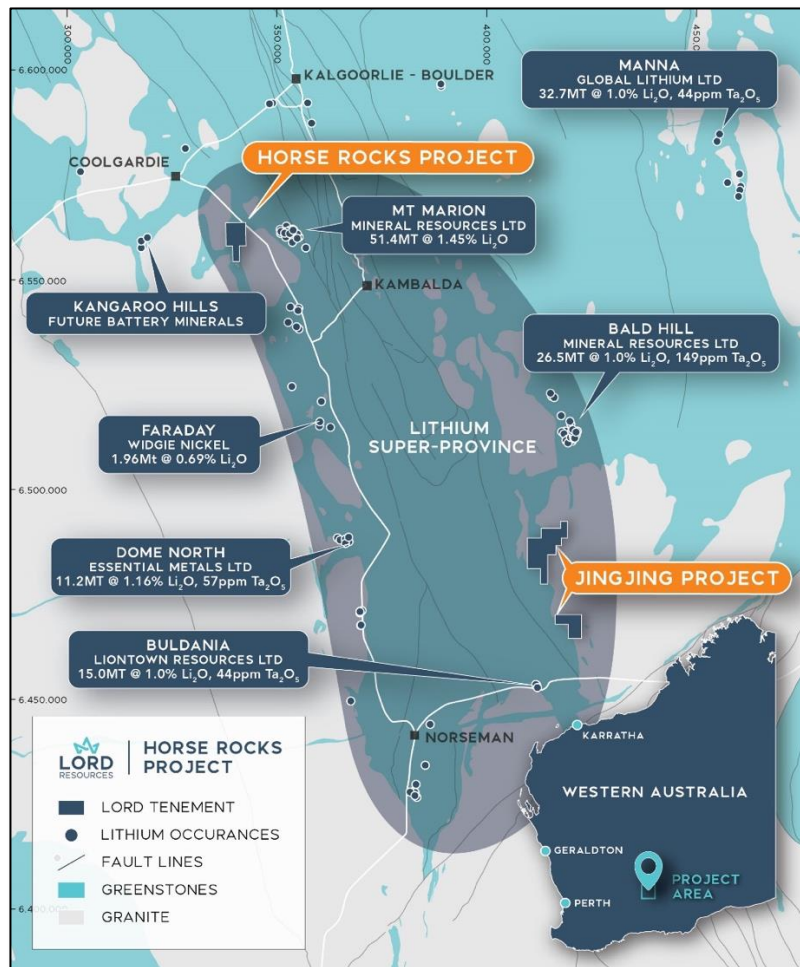 300.000
350.000
400.000
450.000
6.600.000
6.550.000
6.500.000
6.450.000
6.400.000
KALGOORLIE - BOULDER
MANNA
GLOBAL LITHIUM LTD
32.7MT @ 1.0% Li₂O, 44ppm Ta₂O₅
COOLGARDIE
HORSE ROCKS PROJECT
MT MARION
MINERAL RESOURCES LTD
51.4MT @ 1.45% Li₂O
KAMBALDA
KANGAROO HILLS
FUTURE BATTERY MINERALS
BALD HILL
MINERAL RESOURCES LTD
26.5MT @ 1.0% Li₂O, 149ppm Ta₂O₅
FARADAY
WIDGIE NICKEL
1.96Mt @ 0.69% Li₂O
LITHIUM
SUPER-PROVINCE
DOME NORTH
ESSENTIAL METALS LTD
11.2MT @ 1.16% Li₂O, 57ppm Ta₂O₅
JINGJING PROJECT
BULDANIA
LIONTOWN RESOURCES LTD
15.0MT @ 1.0% Li₂O, 44ppm Ta₂O₅
NORSEMAN
LORD
RESOURCES
HORSE ROCKS
PROJECT
LORD TENEMENT
LITHIUM OCCURANCES
FAULT LINES
GREENSTONES
GRANITE
KARRATHA
WESTERN AUSTRALIA
GERALDTON
PERTH
PROJECT
AREA